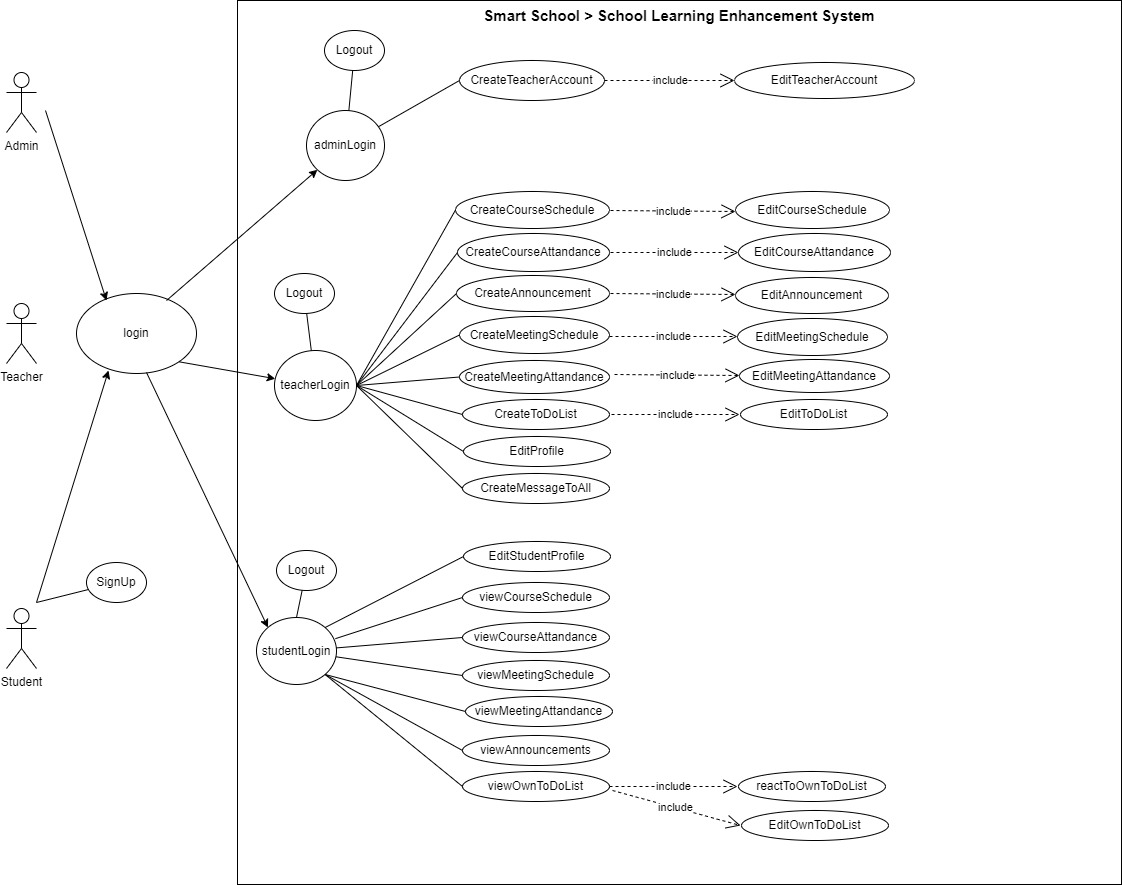 Smart School > School Learning Enhancement System
Logout
CreateTeacherAccount
include
EditTeacherAccount
Admin
adminLogin
CreateCourseSchedule
include
EditCourseSchedule
CreateCourseAttandance
include
EditCourseAttandance
Logout
CreateAnnouncement
include
EditAnnouncement
login
CreateMeetingSchedule
include
EditMeetingSchedule
Teacher
teacherLogin
CreateMeetingAttandance
include
EditMeetingAttandance
CreateToDoList
include
EditToDoList
EditProfile
CreateMessageToAll
EditStudentProfile
Logout
SignUp
viewCourseSchedule
viewCourseAttandance
studentLogin
viewMeetingSchedule
Student
viewMeetingAttandance
viewAnnouncements
viewOwnToDoList
include
reactToOwnToDoList
include
EditOwnToDoList